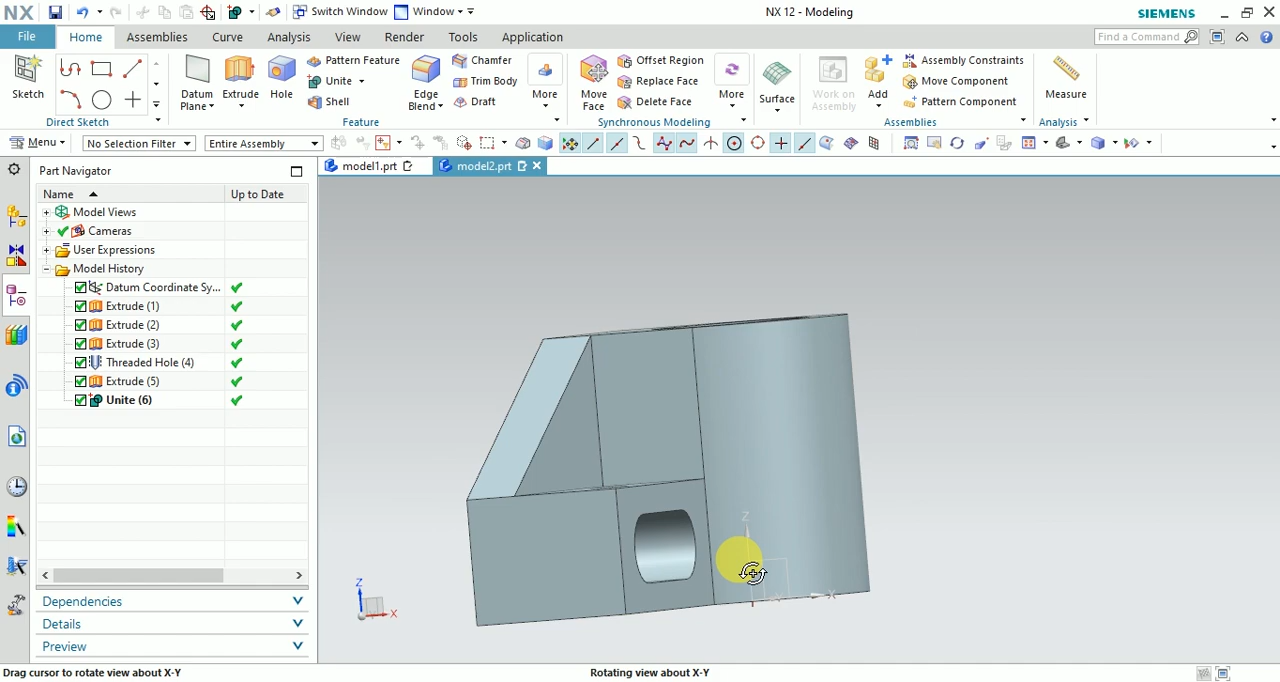 NX
Switch Window
Window
NX 12 - Modeling
SIEMENS
File
Home
Assemblies
Curve
Analysis
View
Render
Tools
Application
Find a Command
Sketch
Direct Sketch
Datum Plane
Extrude
Hole
Pattern Feature
Unite
Shell
Edge Blend
Chamfer
Trim Body
Draft
More
Feature
Move Face
Offset Region
Replace Face
Delete Face
More
Synchronous Modeling
Surface
Work on Assembly
Add
Assembly Constraints
Move Component
Pattern Component
Assemblies
Measure
Analysis
Menu
No Selection Filter
Entire Assembly
Part Navigator
model1.prt
model2.prt
Name
Up to Date
Model Views
Cameras
User Expressions
Model History
Datum Coordinate Sy...
Extrude (1)
Extrude (2)
Extrude (3)
Threaded Hole (4)
Extrude (5)
Unite (6)
Z
X
Z
X
Dependencies
Details
Preview
Drag cursor to rotate view about X-Y
Rotating view about X-Y